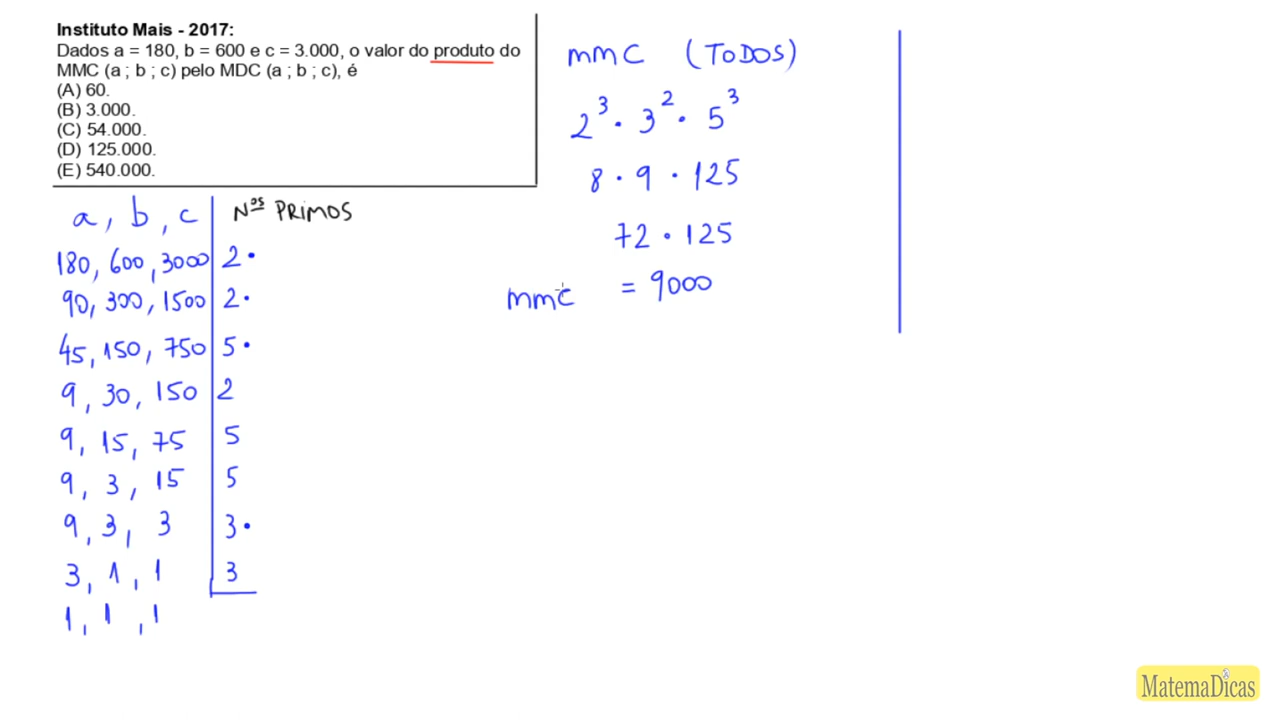 Instituto Mais - 2017:
Dados a = 180, b = 600 e c = 3.000, o valor do produto do
MMC (a ; b ; c) pelo MDC (a ; b ; c), é
(A) 60.
(B) 3.000.
(C) 54.000.
(D) 125.000.
(E) 540.000.
a, b, c | Nºs PRIMOS
180, 600, 3000 | 2 •
90, 300, 1500 | 2 •
45, 150, 750 | 5 •
9, 30, 150 | 2
9, 15, 75 | 5
9, 3, 15 | 5
9, 3, 3 | 3 •
3, 1, 1 | 3
1, 1, 1
mmC (TODOS)
2³ · 3² · 5³
8 · 9 · 125
72 · 125
mmC = 9000
MatemaDicas